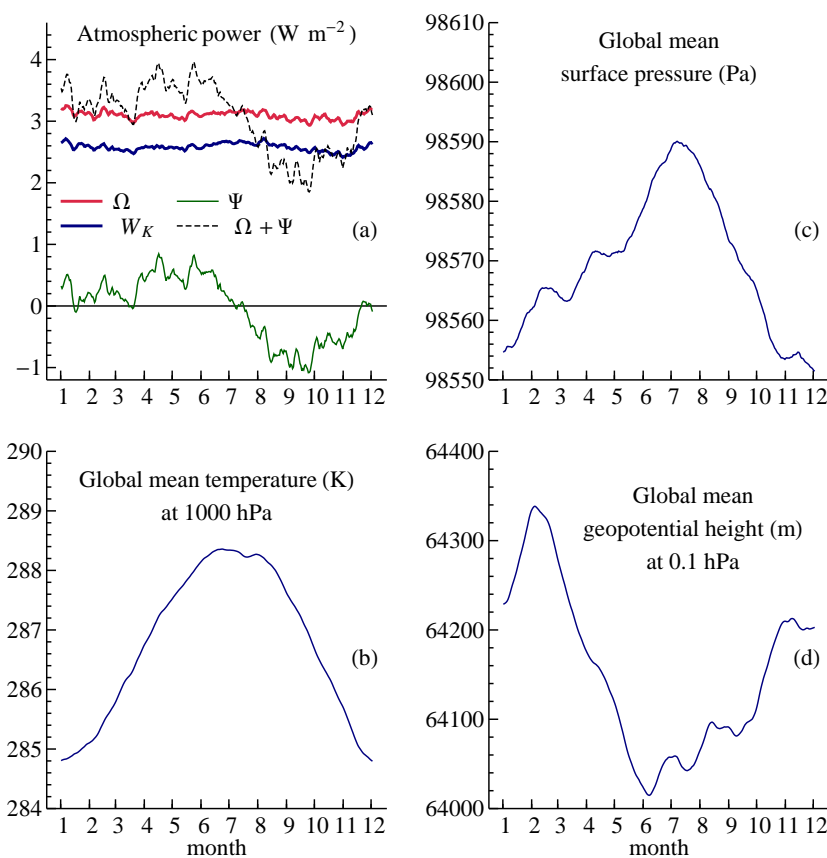 Atmospheric power (W m−2)
4
3
2
1
0
−1
Ω
Ψ
W_K
Ω + Ψ
(a)
1 2 3 4 5 6 7 8 9 10 11 12
98610
98600
98590
98580
98570
98560
98550
Global mean
surface pressure (Pa)
(c)
1 2 3 4 5 6 7 8 9 10 11 12
290
289
288
287
286
285
284
Global mean temperature (K)
at 1000 hPa
(b)
1 2 3 4 5 6 7 8 9 10 11 12
month
64400
64300
64200
64100
64000
Global mean
geopotential height (m)
at 0.1 hPa
(d)
1 2 3 4 5 6 7 8 9 10 11 12
month